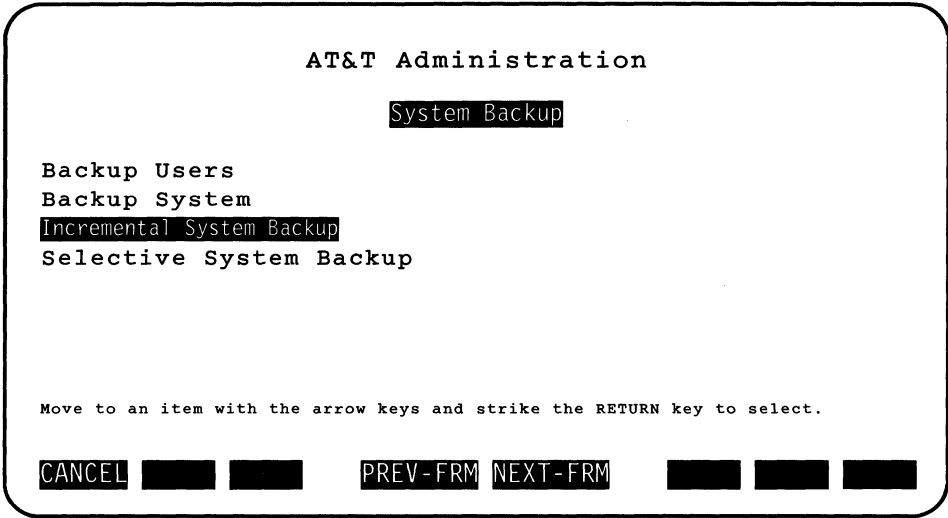 AT&T Administration
System Backup
Backup Users
Backup System
Incremental System Backup
Selective System Backup
Move to an item with the arrow keys and strike the RETURN key to select.
CANCEL PREV-FRM NEXT-FRM